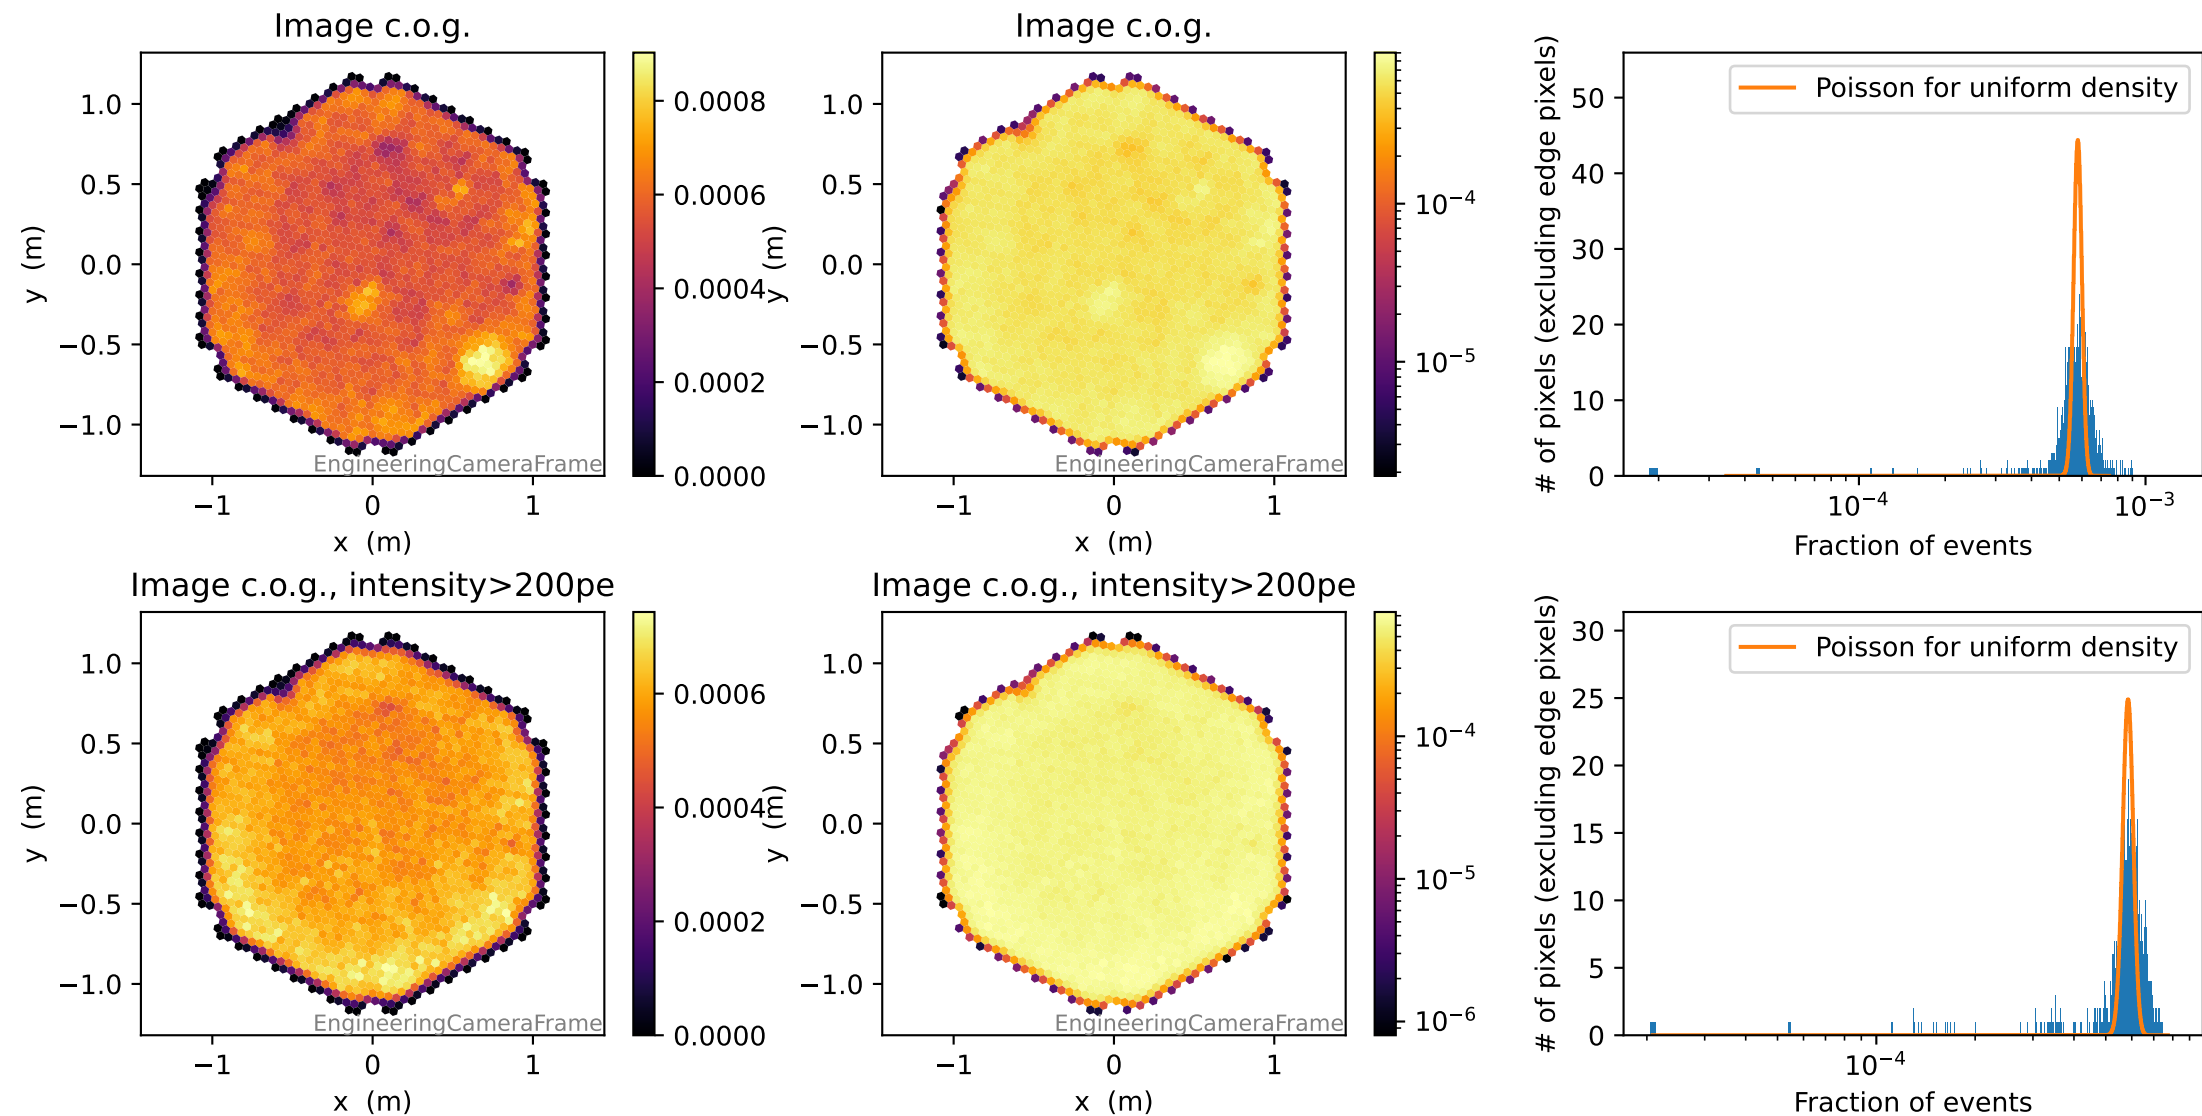 Image c.o.g.
1.0
0.5
0.0
−0.5
−1.0
y (m)
−1
0
1
x (m)
EngineeringCameraFrame
0.0008
0.0006
0.0004
0.0002
0.0000
Image c.o.g.
1.0
0.5
0.0
−0.5
−1.0
y (m)
−1
0
1
x (m)
EngineeringCameraFrame
10⁻⁴
10⁻⁵
# of pixels (excluding edge pixels)
50
40
30
20
10
0
Poisson for uniform density
10⁻⁴
10⁻³
Fraction of events
Image c.o.g., intensity>200pe
1.0
0.5
0.0
−0.5
−1.0
y (m)
−1
0
1
x (m)
EngineeringCameraFrame
0.0006
0.0004
0.0002
0.0000
Image c.o.g., intensity>200pe
1.0
0.5
0.0
−0.5
−1.0
y (m)
−1
0
1
x (m)
EngineeringCameraFrame
10⁻⁴
10⁻⁵
10⁻⁶
# of pixels (excluding edge pixels)
30
25
20
15
10
5
0
Poisson for uniform density
10⁻⁴
Fraction of events